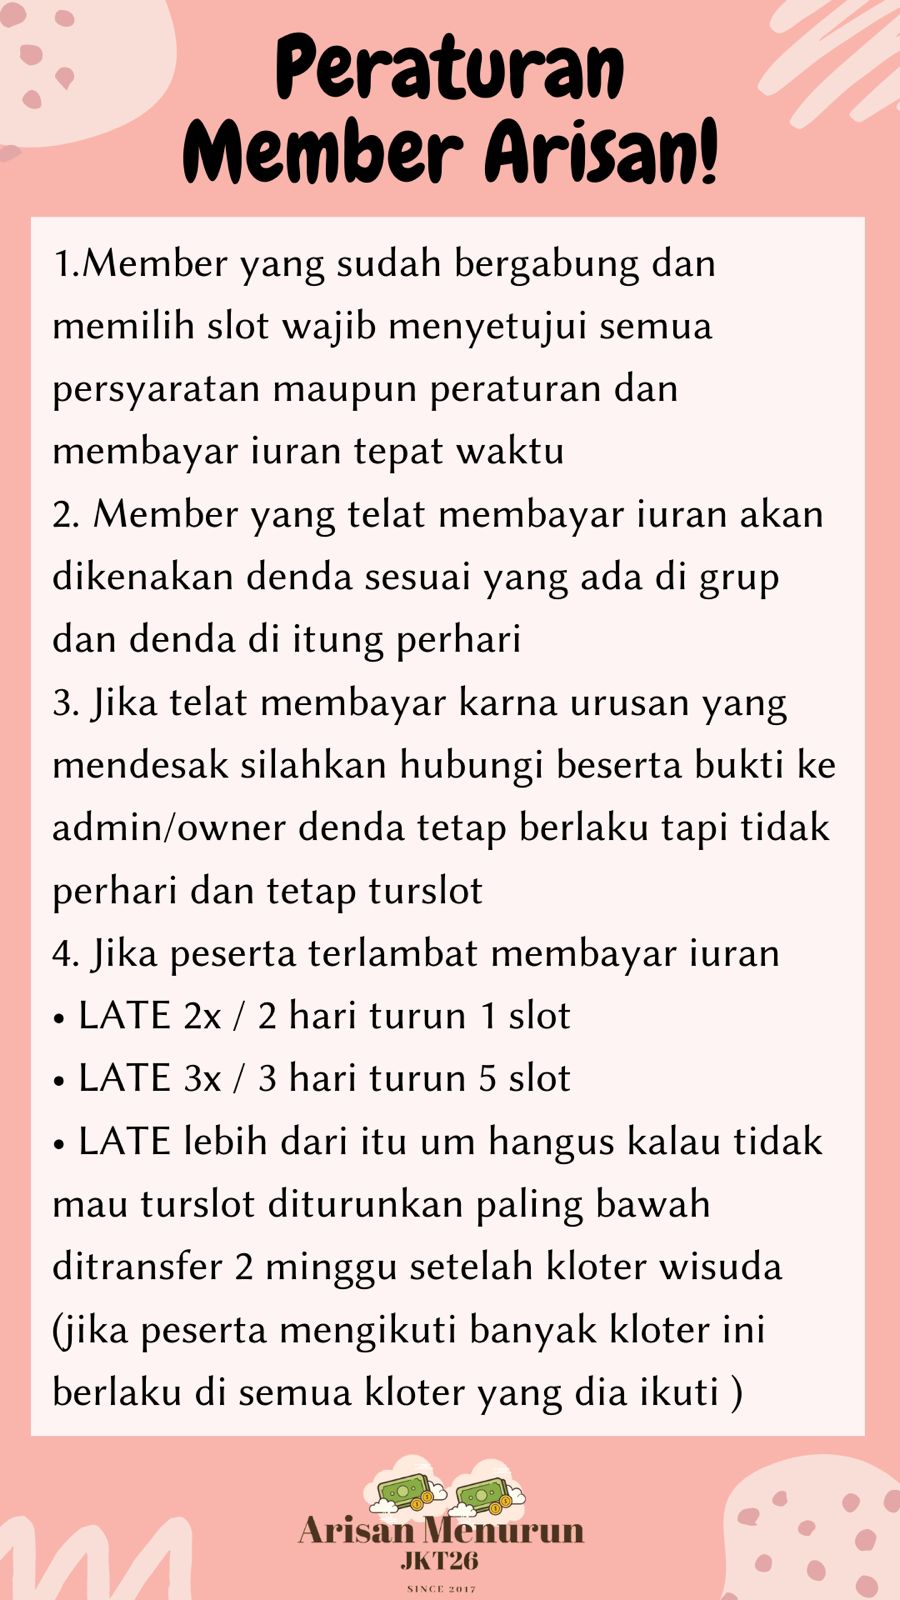 Peraturan
Member Arisan!
1.Member yang sudah bergabung dan
memilih slot wajib menyetujui semua
persyaratan maupun peraturan dan
membayar iuran tepat waktu
2. Member yang telat membayar iuran akan
dikenakan denda sesuai yang ada di grup
dan denda di itung perhari
3. Jika telat membayar karna urusan yang
mendesak silahkan hubungi beserta bukti ke
admin/owner denda tetap berlaku tapi tidak
perhari dan tetap turslot
4. Jika peserta terlambat membayar iuran
• LATE 2x / 2 hari turun 1 slot
• LATE 3x / 3 hari turun 5 slot
• LATE lebih dari itu um hangus kalau tidak
mau turslot diturunkan paling bawah
ditransfer 2 minggu setelah kloter wisuda
(jika peserta mengikuti banyak kloter ini
berlaku di semua kloter yang dia ikuti )
Arisan Menurun
JKT26
SINCE 2017